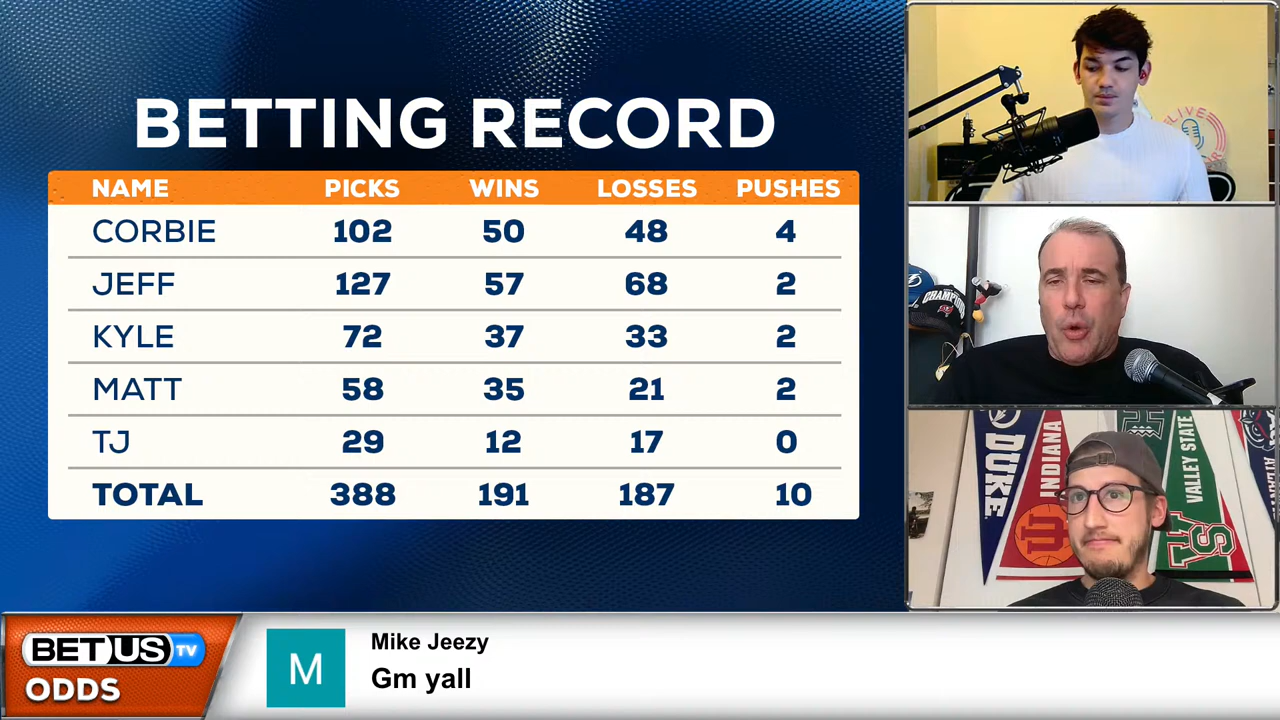 BETTING RECORD
NAME PICKS WINS LOSSES PUSHES
CORBIE 102 50 48 4
JEFF 127 57 68 2
KYLE 72 37 33 2
MATT 58 35 21 2
TJ 29 12 17 0
TOTAL 388 191 187 10
LIVE
CHAMPIONS
DUKE
INDIANA
VALLEY STATE
BETUS TV
ODDS
M
Mike Jeezy
Gm yall